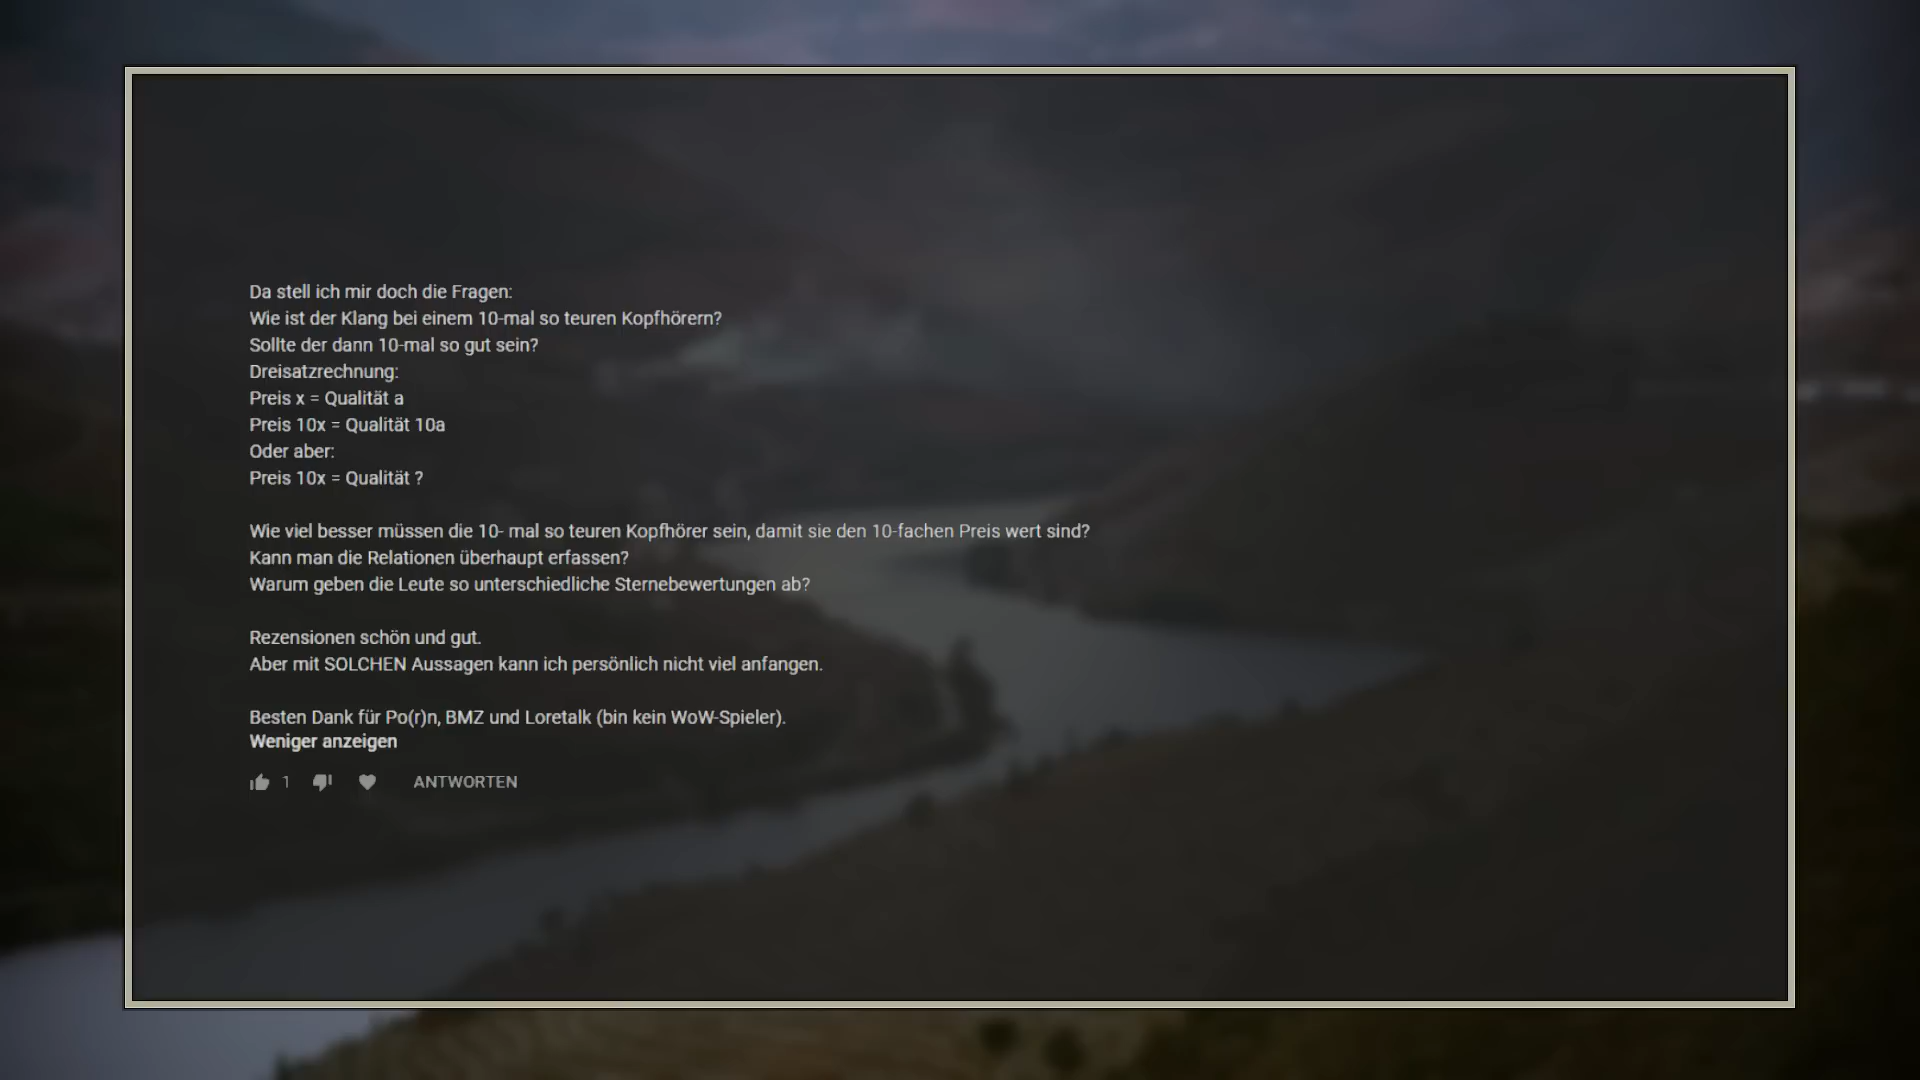 Da stell ich mir doch die Fragen:
Wie ist der Klang bei einem 10-mal so teuren Kopfhörern?
Sollte der dann 10-mal so gut sein?
Dreisatzrechnung:
Preis x = Qualität a
Preis 10x = Qualität 10a
Oder aber:
Preis 10x = Qualität ?
Wie viel besser müssen die 10- mal so teuren Kopfhörer sein, damit sie den 10-fachen Preis wert sind?
Kann man die Relationen überhaupt erfassen?
Warum geben die Leute so unterschiedliche Sternebewertungen ab?
Rezensionen schön und gut.
Aber mit SOLCHEN Aussagen kann ich persönlich nicht viel anfangen.
Besten Dank für Po(r)n, BMZ und Loretalk (bin kein WoW-Spieler).
Weniger anzeigen
1 ANTWORTEN